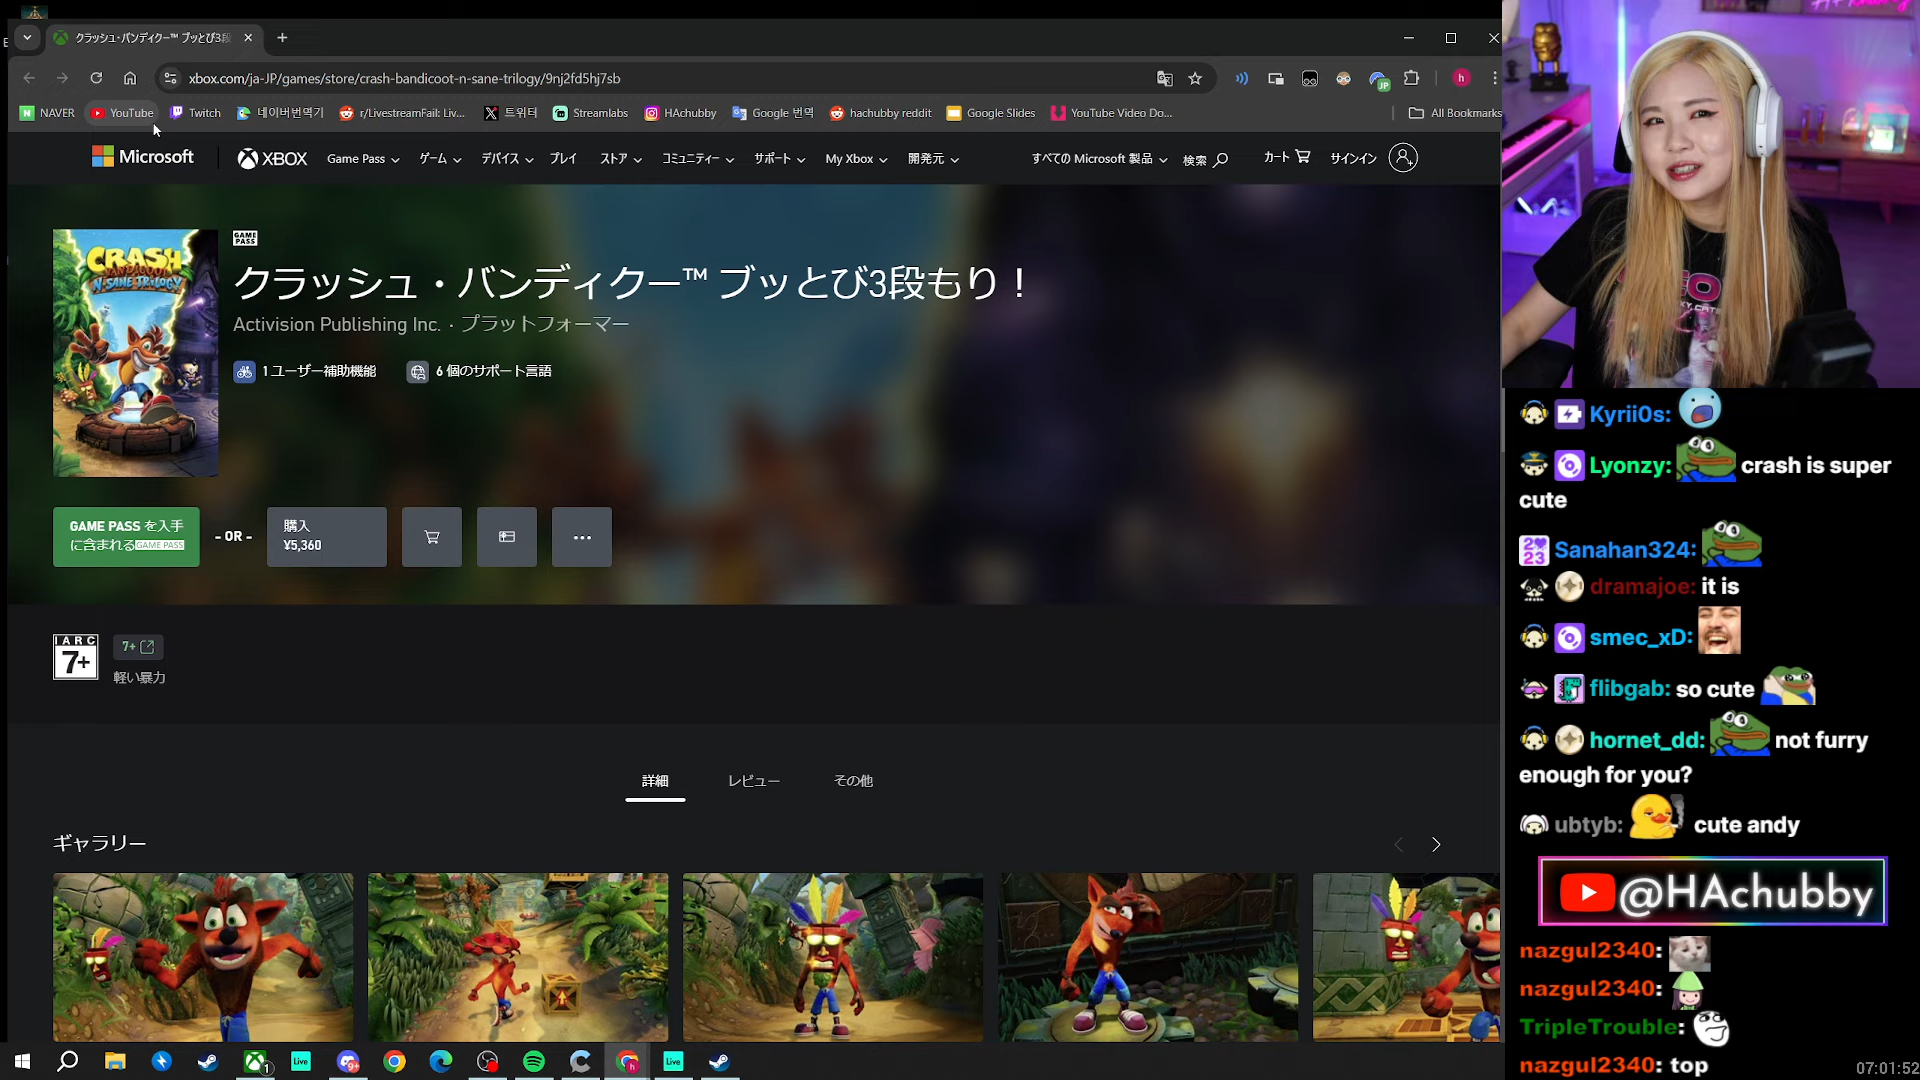 クラッシュ・バンディクー™ ブッとび3段
xbox.com/ja-JP/games/store/crash-bandicoot-n-sane-trilogy/9nj2fd5hj7sb
NAVER
YouTube
Twitch
네이버번역기
r/LivestreamFail: Liv...
트위터
Streamlabs
HAchubby
Google 번역
hachubby reddit
Google Slides
YouTube Video Do...
All Bookmarks
Microsoft
XBOX
Game Pass
ゲーム
デバイス
プレイ
ストア
コミュニティー
サポート
My Xbox
開発元
すべての Microsoft 製品
検索
カート
サインイン
CRASH
BANDICOOT
N. SANE TRILOGY
GAME PASS
クラッシュ・バンディクー™ ブッとび3段もり！
Activision Publishing Inc. · プラットフォーマー
1 ユーザー補助機能
6 個のサポート言語
GAME PASS を入手
に含まれる GAME PASS
- OR -
購入
¥5,360
IARC
7+
7+
軽い暴力
詳細
レビュー
その他
ギャラリー
Live
9+
1
Live
Kyrii0s:
Lyonzy: crash is super
cute
Sanahan324:
dramajoe: it is
smec_xD:
flibgab: so cute
hornet_dd: not furry
enough for you?
ubtyb: cute andy
@HAchubby
nazgul2340:
nazgul2340:
TripleTrouble:
nazgul2340: top
07:01:52